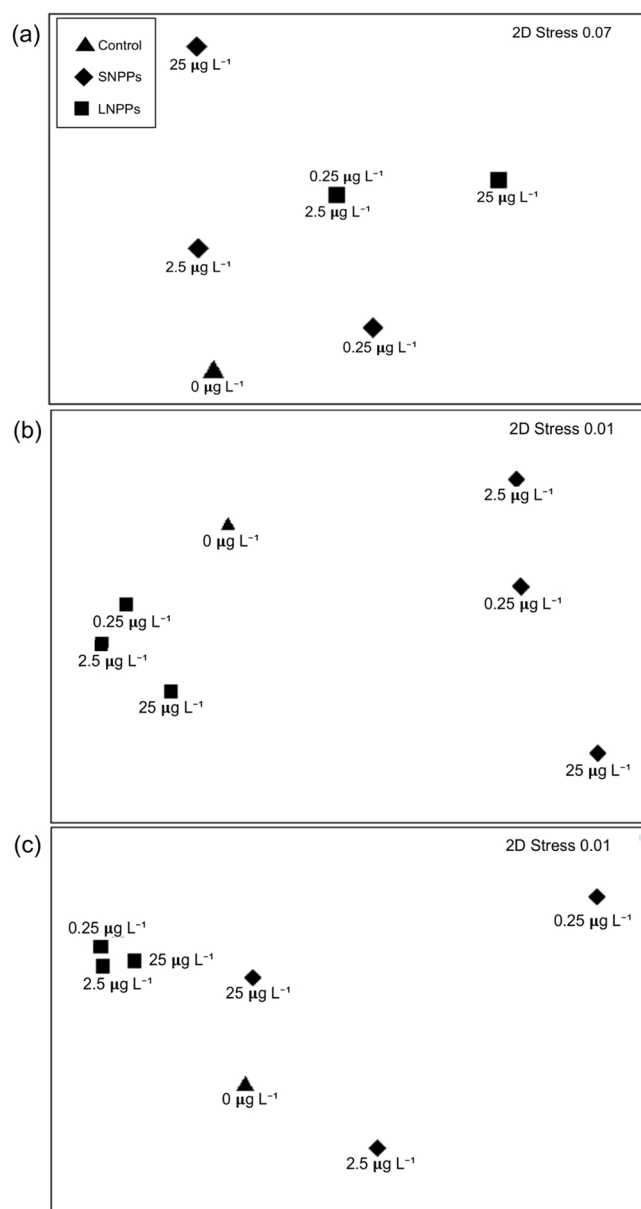 (a)
2D Stress 0.07
Control
SNPPs
LNPPs
25 µg L⁻¹
0.25 µg L⁻¹
2.5 µg L⁻¹
25 µg L⁻¹
2.5 µg L⁻¹
0.25 µg L⁻¹
0 µg L⁻¹
(b)
2D Stress 0.01
2.5 µg L⁻¹
0 µg L⁻¹
0.25 µg L⁻¹
0.25 µg L⁻¹
2.5 µg L⁻¹
25 µg L⁻¹
25 µg L⁻¹
(c)
2D Stress 0.01
0.25 µg L⁻¹
0.25 µg L⁻¹
25 µg L⁻¹
2.5 µg L⁻¹
25 µg L⁻¹
0 µg L⁻¹
2.5 µg L⁻¹